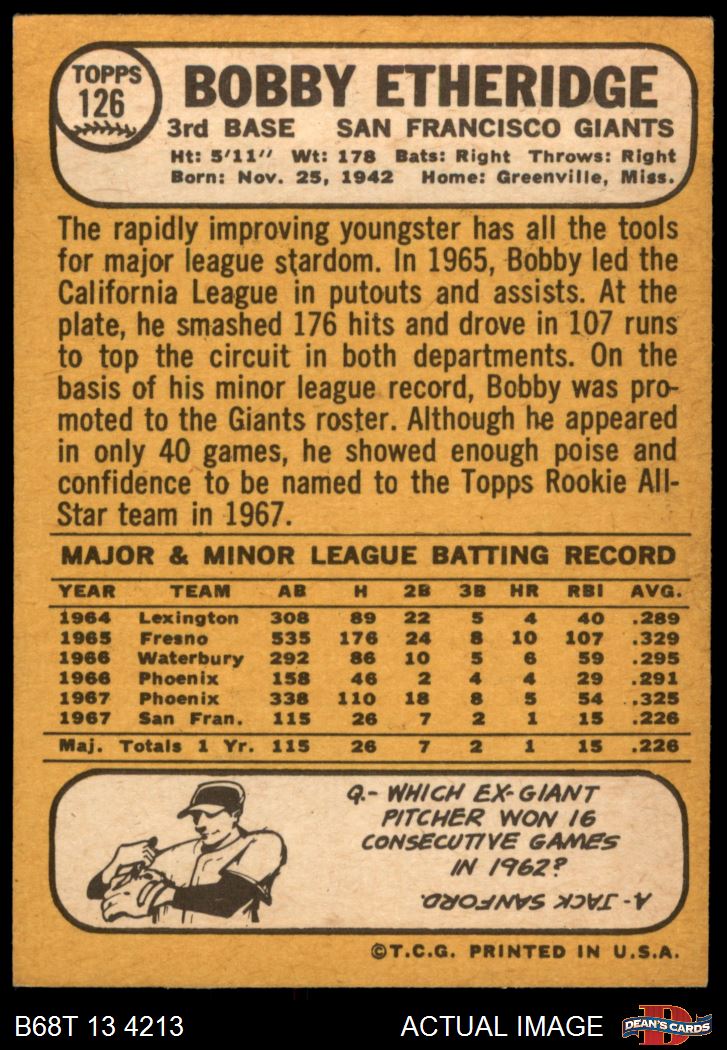 TOPPS
126
BOBBY ETHERIDGE
3rd BASE SAN FRANCISCO GIANTS
Ht: 5'11" Wt: 178 Bats: Right Throws: Right
Born: Nov. 25, 1942 Home: Greenville, Miss.
The rapidly improving youngster has all the tools
for major league stardom. In 1965, Bobby led the
California League in putouts and assists. At the
plate, he smashed 176 hits and drove in 107 runs
to top the circuit in both departments. On the
basis of his minor league record, Bobby was pro-
moted to the Giants roster. Although he appeared
in only 40 games, he showed enough poise and
confidence to be named to the Topps Rookie All-
Star team in 1967.
MAJOR & MINOR LEAGUE BATTING RECORD
YEAR TEAM AB H 2B 3B HR RBI AVG.
1964 Lexington 308 89 22 5 4 40 .289
1965 Fresno 535 176 24 8 10 107 .329
1966 Waterbury 292 86 10 5 6 59 .295
1966 Phoenix 158 46 2 4 4 29 .291
1967 Phoenix 338 110 18 8 5 54 .325
1967 San Fran. 115 26 7 2 1 15 .226
Maj. Totals 1 Yr. 115 26 7 2 1 15 .226
Q.- WHICH EX-GIANT
PITCHER WON 16
CONSECUTIVE GAMES
IN 1962?
A- JACK SANFORD.
©T.C.G. PRINTED IN U.S.A.
B68T 13 4213 ACTUAL IMAGE
D
DEAN'S CARDS